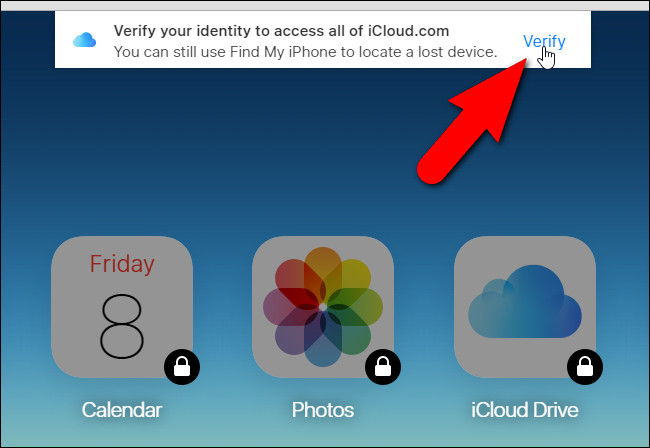 Verify your identity to access all of iCloud.com
You can still use Find My iPhone to locate a lost device.
Verify
Friday
8
Calendar
Photos
iCloud Drive